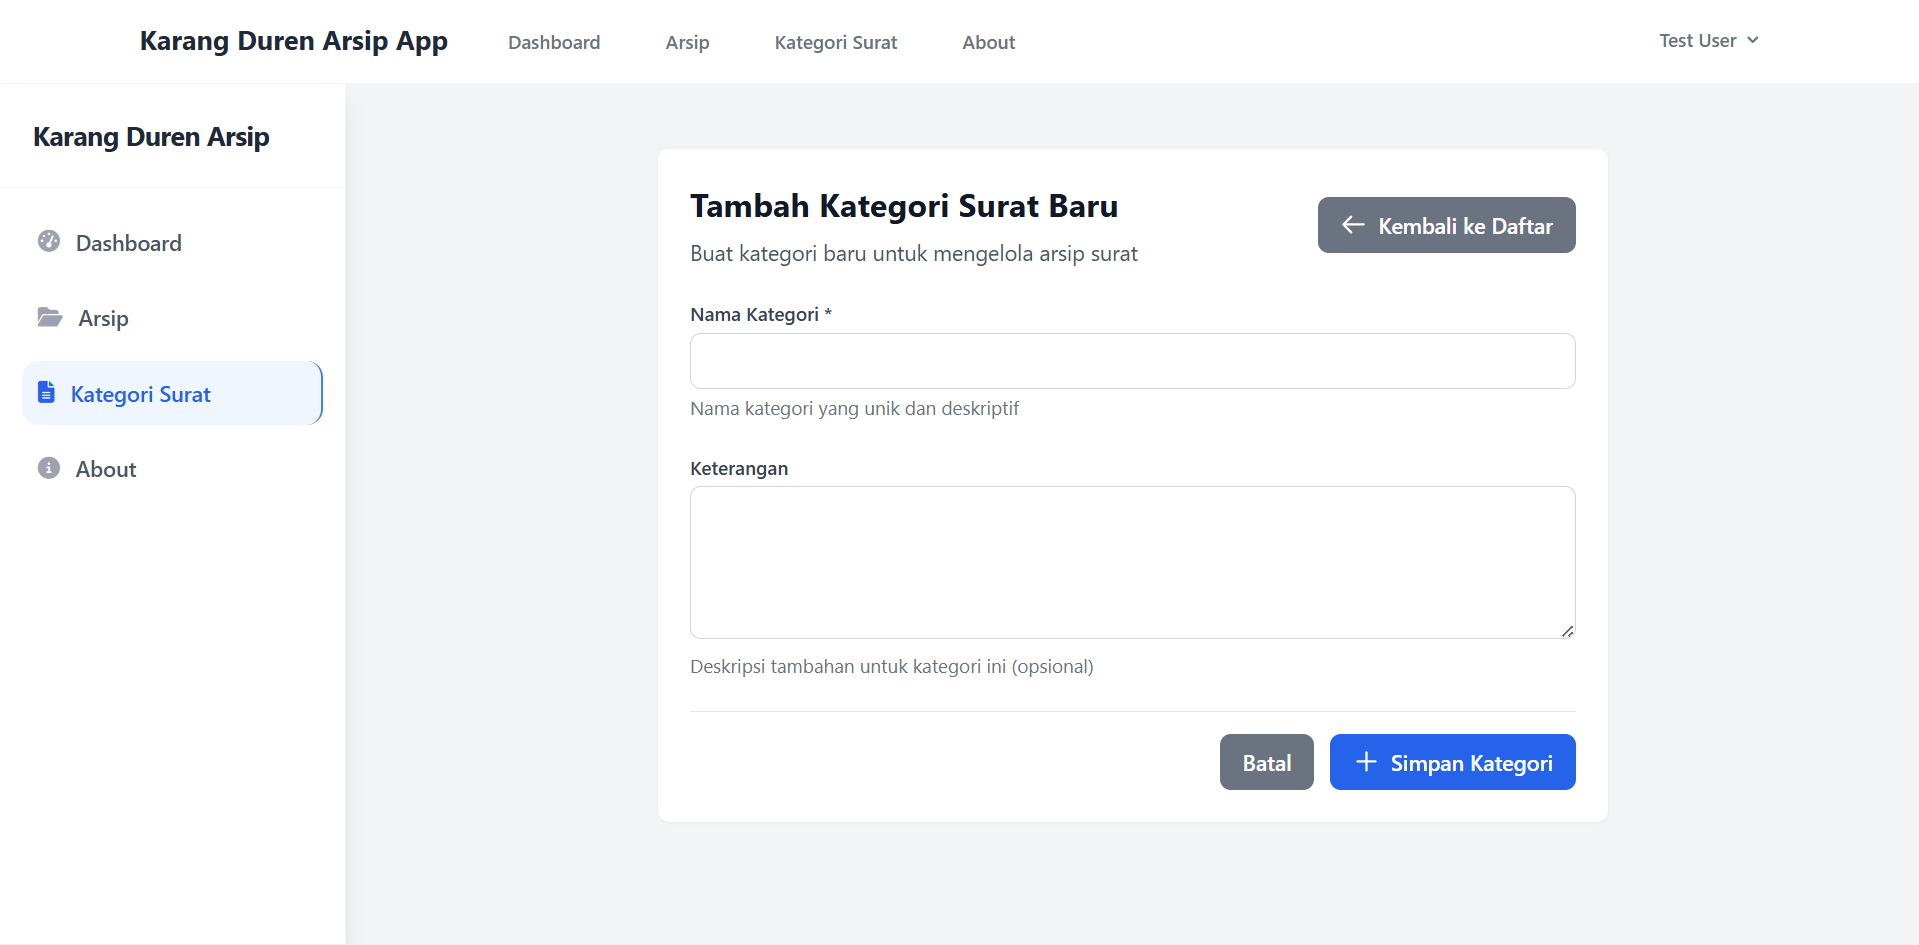 Karang Duren Arsip App
Dashboard
Arsip
Kategori Surat
About
Test User
Karang Duren Arsip
Dashboard
Arsip
Kategori Surat
About
Tambah Kategori Surat Baru
Buat kategori baru untuk mengelola arsip surat
Kembali ke Daftar
Nama Kategori *
Nama kategori yang unik dan deskriptif
Keterangan
Deskripsi tambahan untuk kategori ini (opsional)
Batal
Simpan Kategori